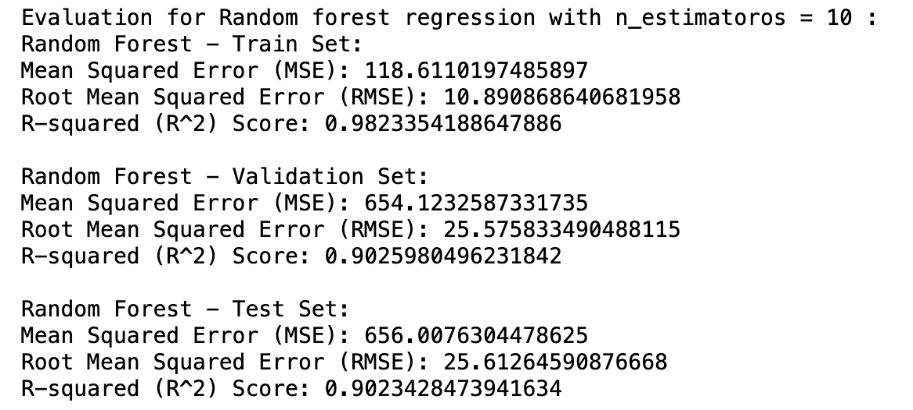 Evaluation for Random forest regression with n_estimatoros = 10 :
Random Forest – Train Set:
Mean Squared Error (MSE): 118.6110197485897
Root Mean Squared Error (RMSE): 10.890868640681958
R-squared (R^2) Score: 0.9823354188647886

Random Forest – Validation Set:
Mean Squared Error (MSE): 654.1232587331735
Root Mean Squared Error (RMSE): 25.575833490488115
R-squared (R^2) Score: 0.9025980496231842

Random Forest – Test Set:
Mean Squared Error (MSE): 656.0076304478625
Root Mean Squared Error (RMSE): 25.61264590876668
R-squared (R^2) Score: 0.9023428473941634